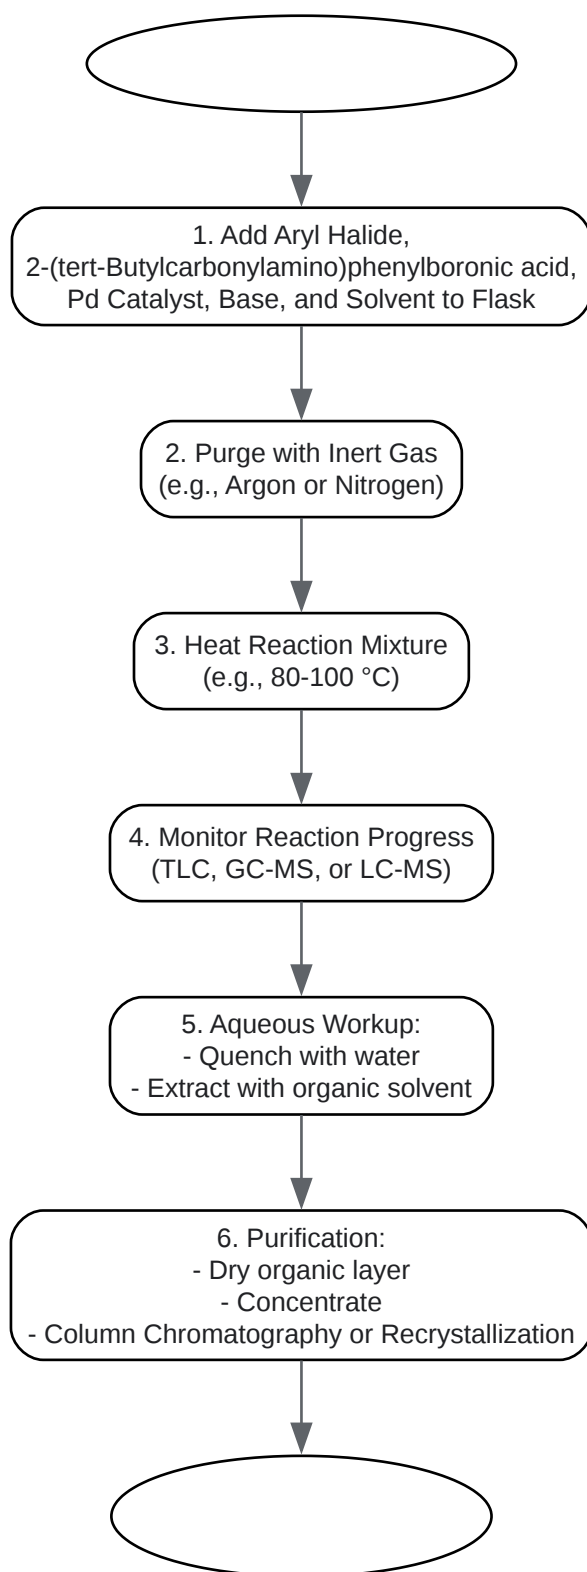 1. Add Aryl Halide,
2-(tert-Butylcarbonylamino)phenylboronic acid,
Pd Catalyst, Base, and Solvent to Flask
2. Purge with Inert Gas
(e.g., Argon or Nitrogen)
3. Heat Reaction Mixture
(e.g., 80-100 °C)
4. Monitor Reaction Progress
(TLC, GC-MS, or LC-MS)
5. Aqueous Workup:
- Quench with water
- Extract with organic solvent
6. Purification:
- Dry organic layer
- Concentrate
- Column Chromatography or Recrystallization